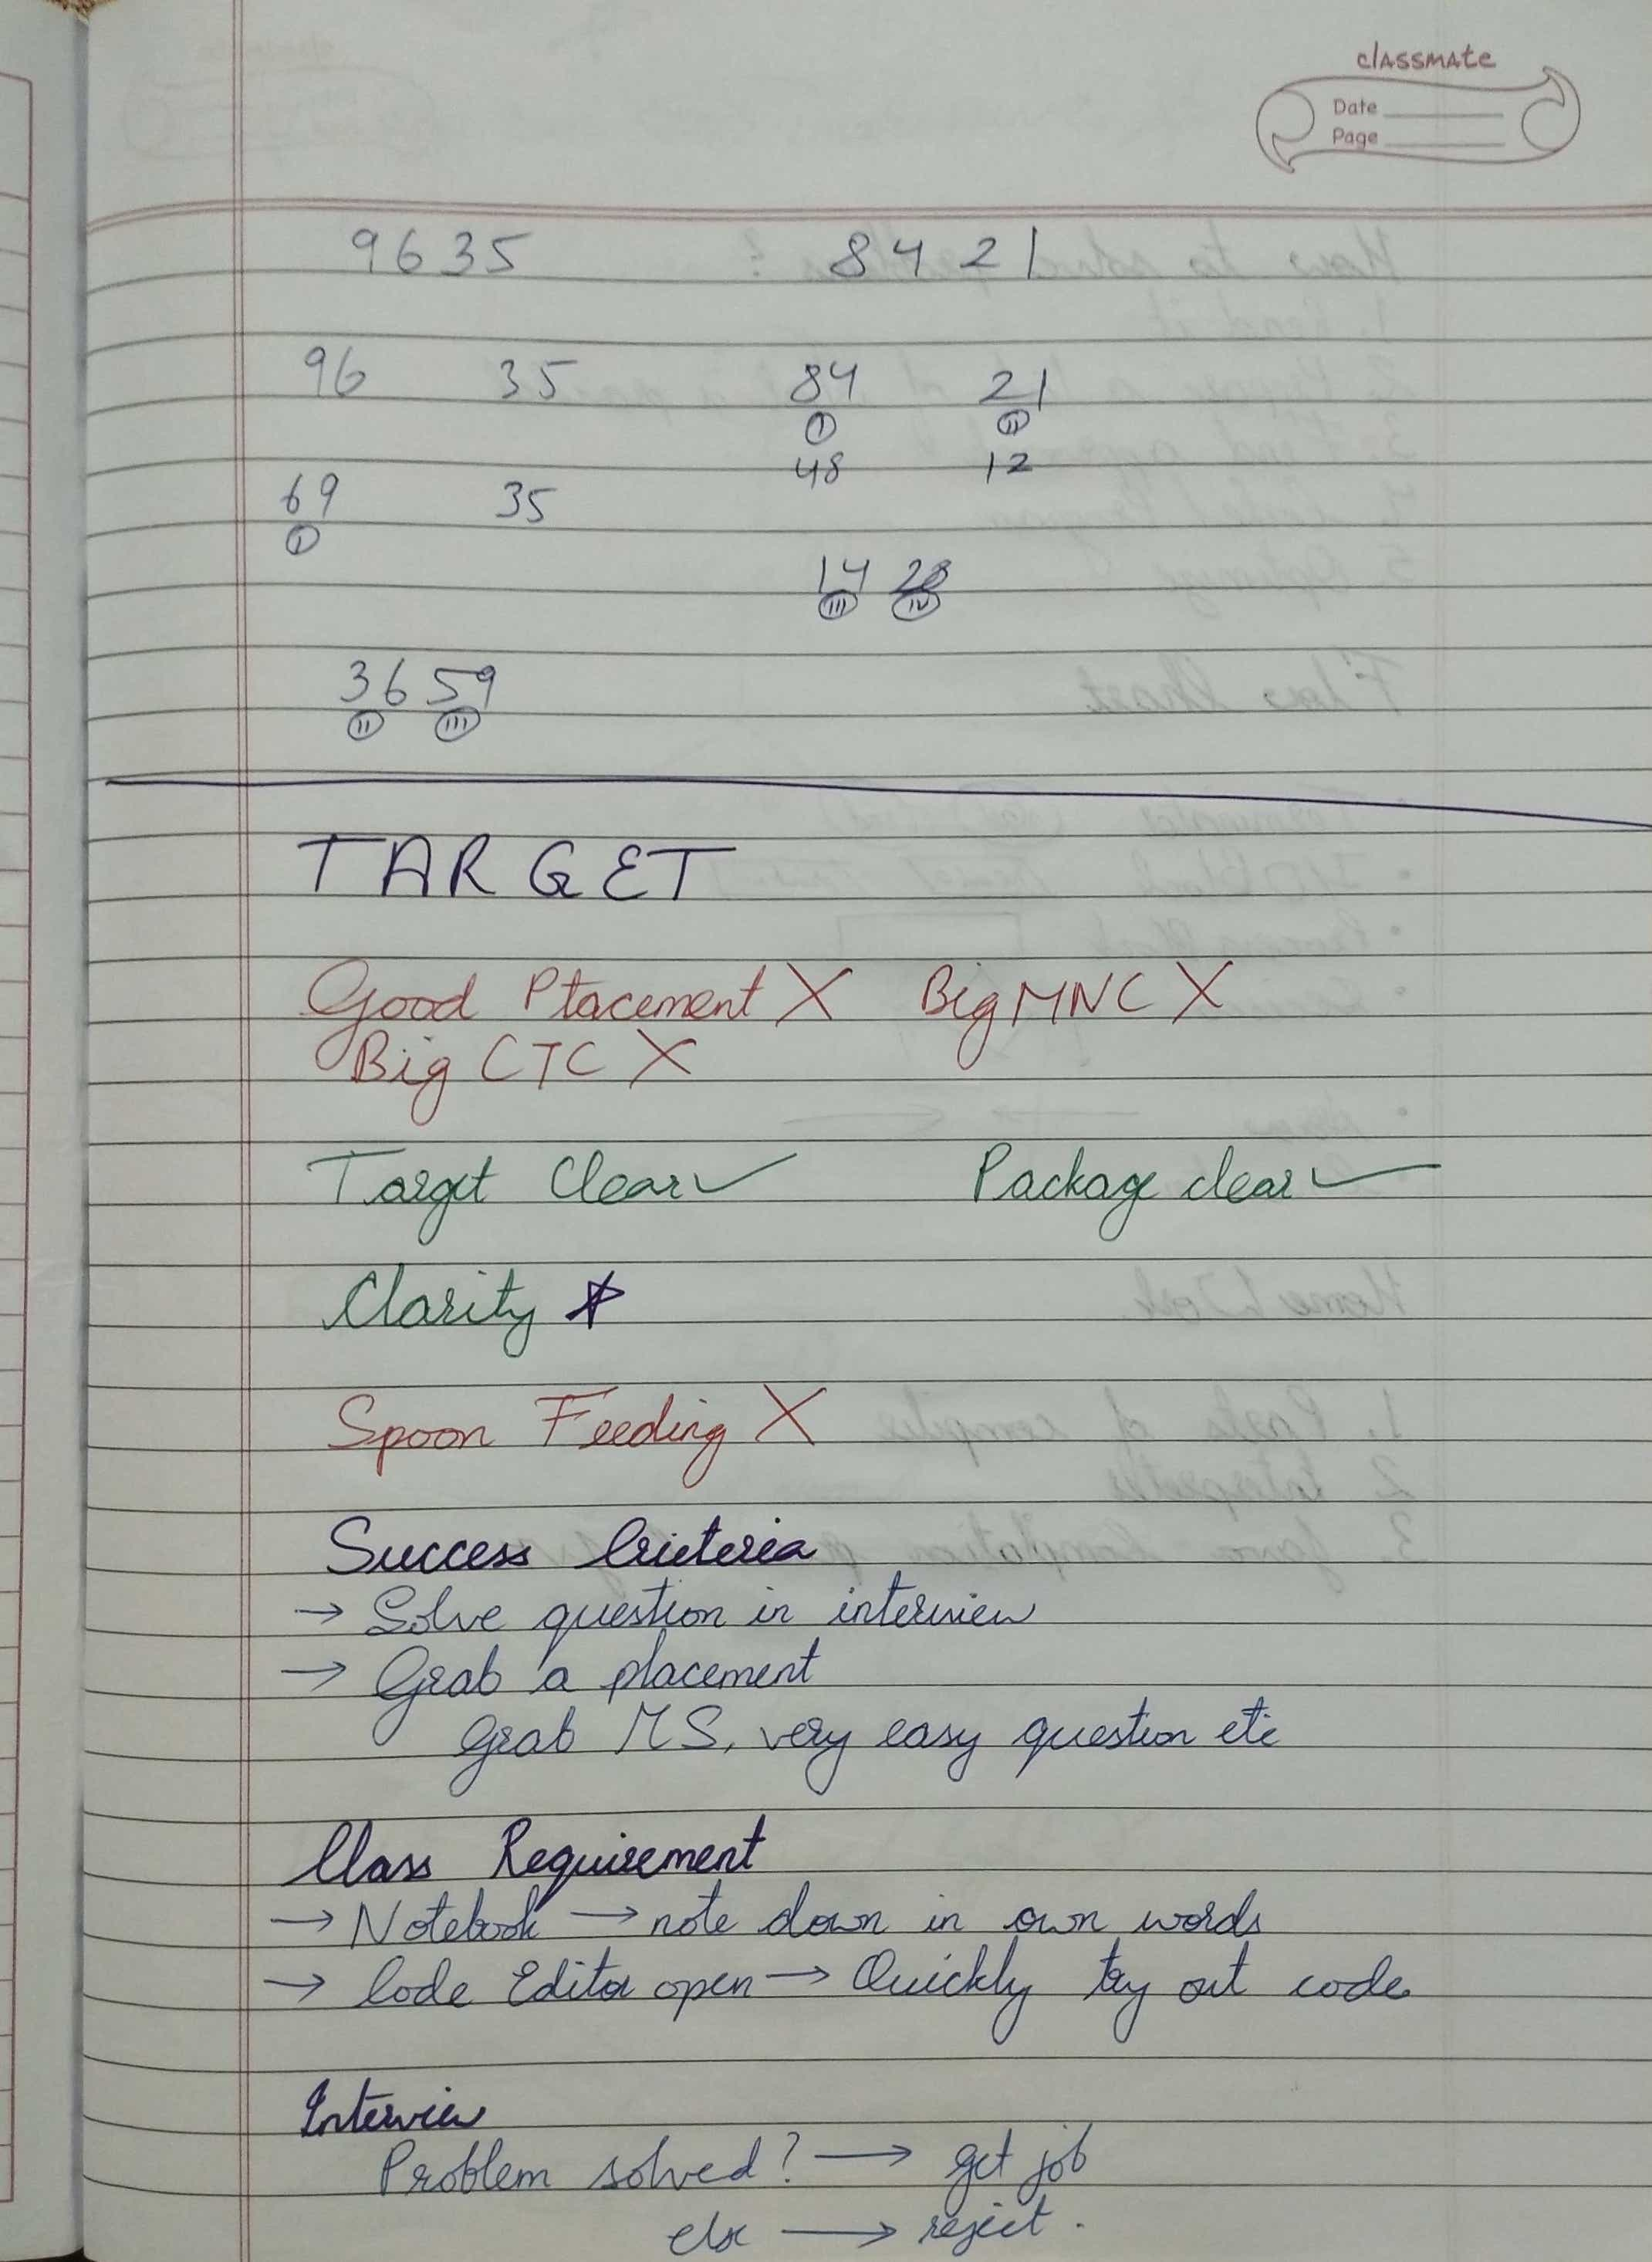 classmate
Date
Page
9635 8421
96 35 84 21
I II
48 12
69 35
I
14 28
III IV
36 59
II III
TARGET
Good Placement X Big MNC X
Big CTC X
Target Clear ✓ Package clear ✓
Clarity ☆
Spoon Feeding X
Success Criteria
→ Solve question in interview
→ Grab a placement
Grab MS, very easy question etc
Class Requirement
→ Notebook → note down in own words
→ Code Editor open → Quickly try out code
Interview
Problem solved? → get job
else → reject.